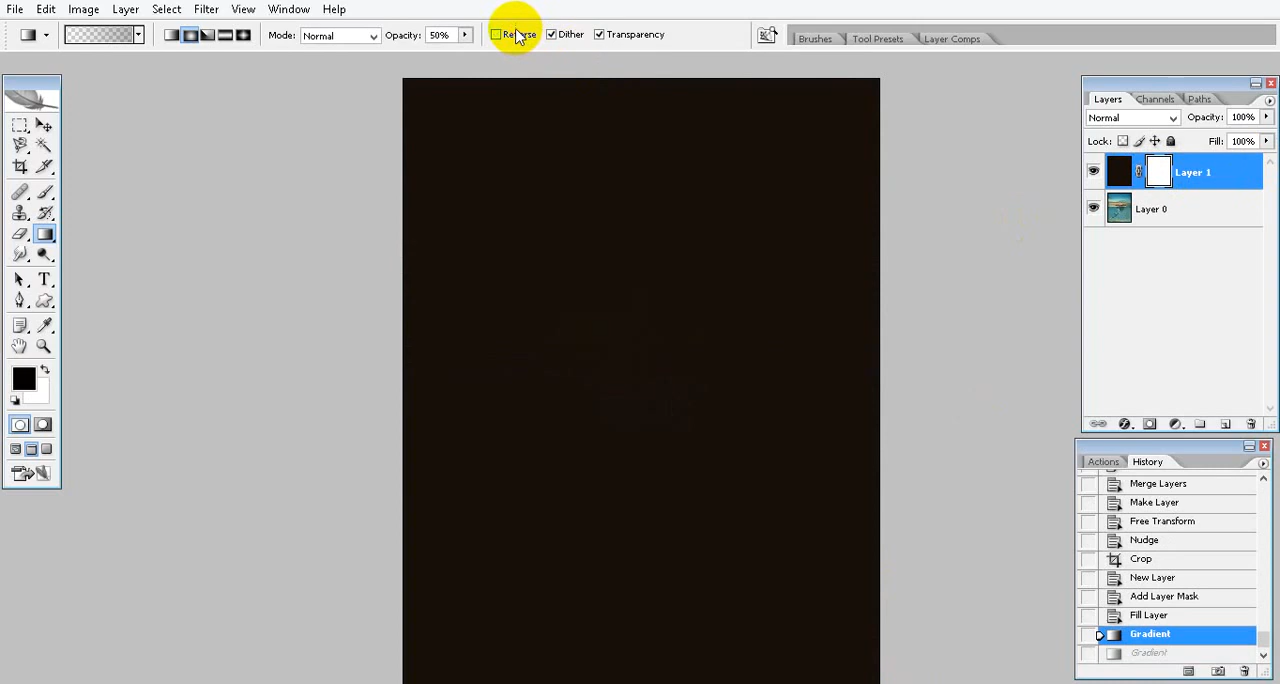 File Edit Image Layer Select Filter View Window Help
Mode: Normal Opacity: 50% Reverse Dither Transparency
Brushes Tool Presets Layer Comps
Layers Channels Paths
Normal Opacity: 100%
Lock: Fill: 100%
Layer 1
Layer 0
T
Actions History
Merge Layers
Make Layer
Free Transform
Nudge
Crop
New Layer
Add Layer Mask
Fill Layer
Gradient
Gradient